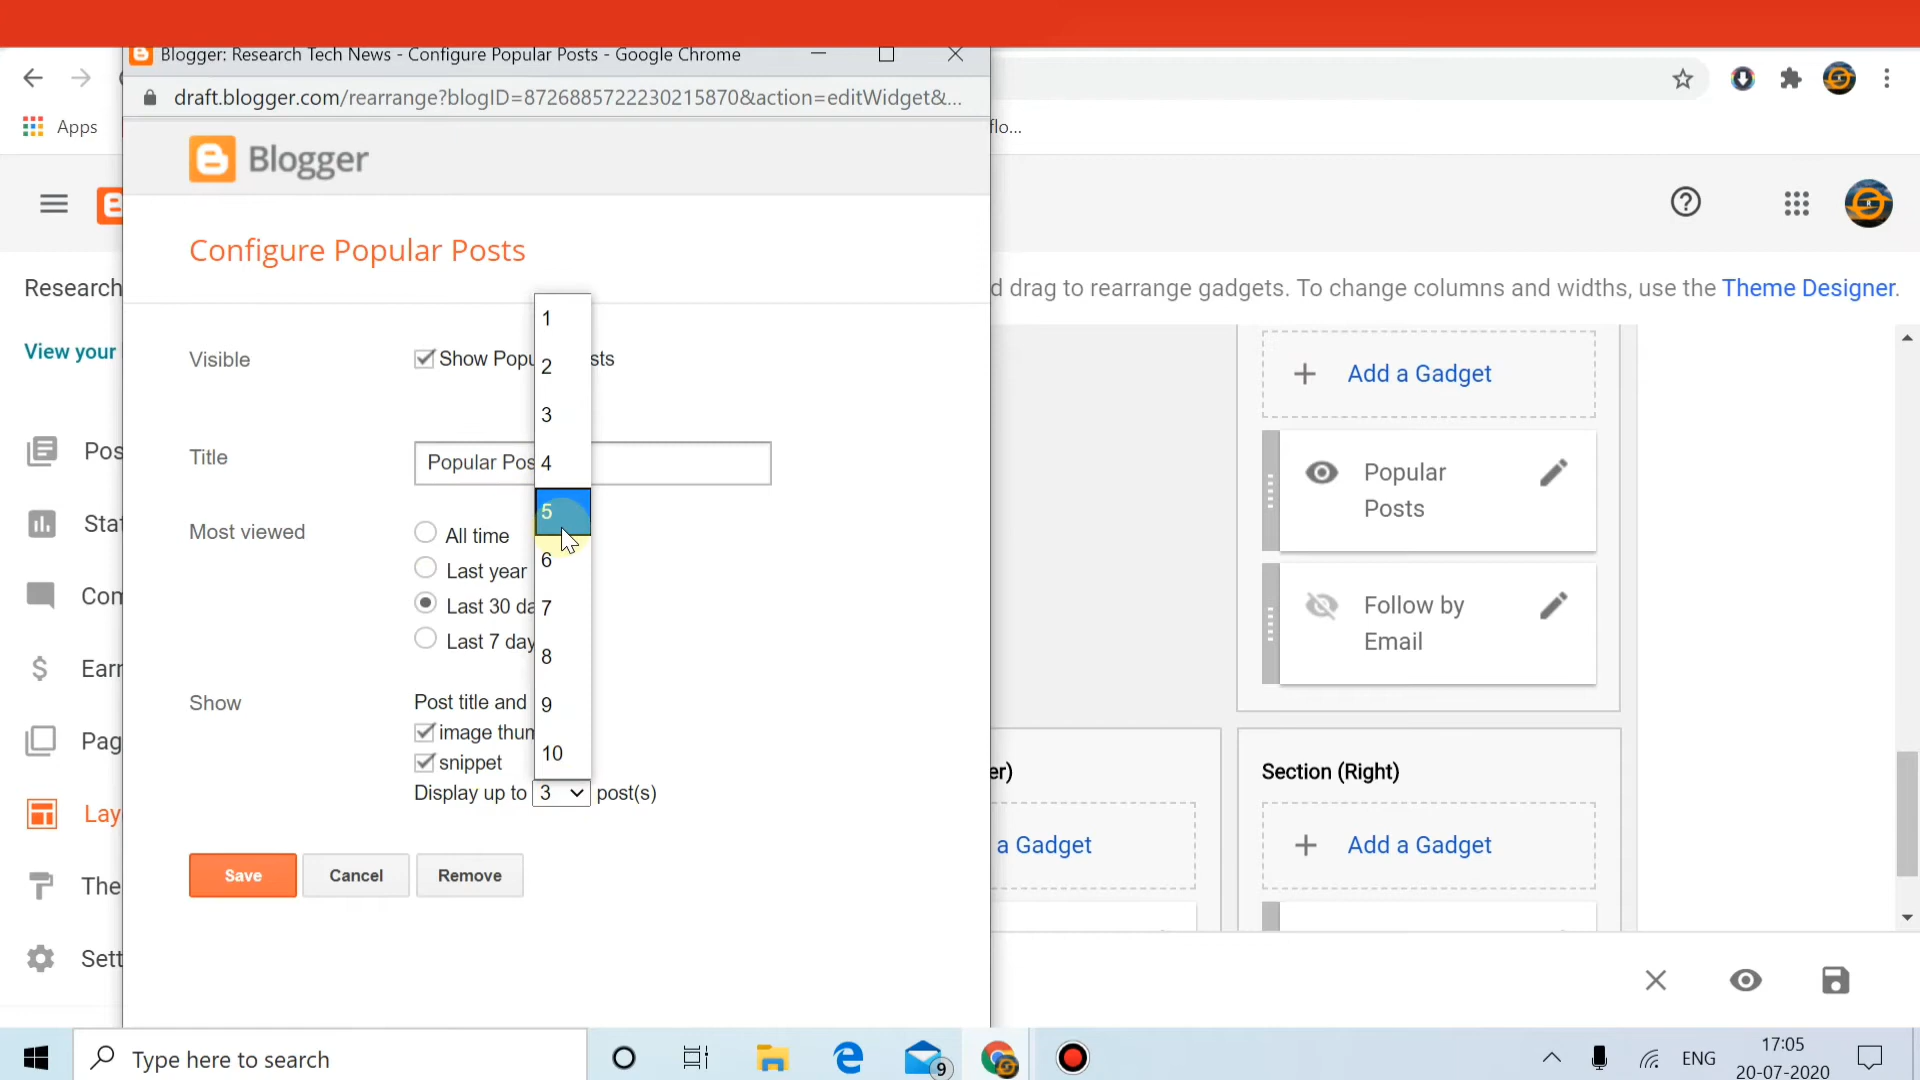 Blogger: Research Tech News - Configure Popular Posts - Google Chrome
draft.blogger.com/rearrange?blogID=8726885722230215870&action=editWidget&...
Apps
flo...
Blogger
Configure Popular Posts
Research
d drag to rearrange gadgets. To change columns and widths, use the Theme Designer.
View your
Visible
Show Popu
sts
1
2
3
4
5
6
7
8
9
10
Title
Popular Pos
Most viewed
All time
Last year
Last 30 da
Last 7 day
Show
Post title and
image thum
snippet
Display up to 3 post(s)
Save
Cancel
Remove
Pos
Stat
Com
Earn
Pag
Lay
The
Sett
Add a Gadget
Popular
Posts
Follow by
Email
er)
a Gadget
Section (Right)
Add a Gadget
Type here to search
9
ENG
17:05
20-07-2020